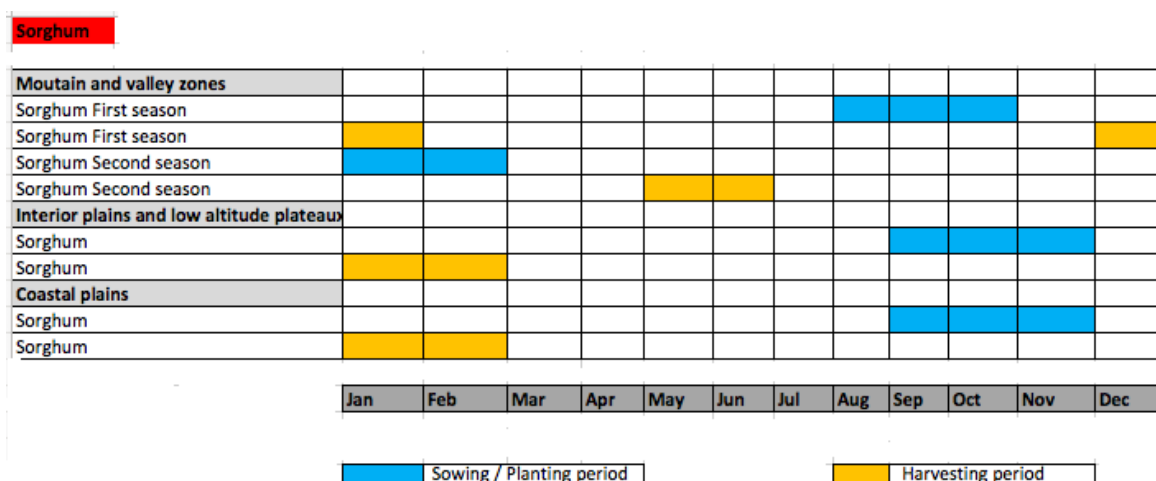 Sorghum
Moutain and valley zones
Sorghum First season
Sorghum First season
Sorghum Second season
Sorghum Second season
Interior plains and low altitude plateaux
Sorghum
Sorghum
Coastal plains
Sorghum
Sorghum
Jan Feb Mar Apr May Jun Jul Aug Sep Oct Nov Dec
Sowing / Planting period Harvesting period